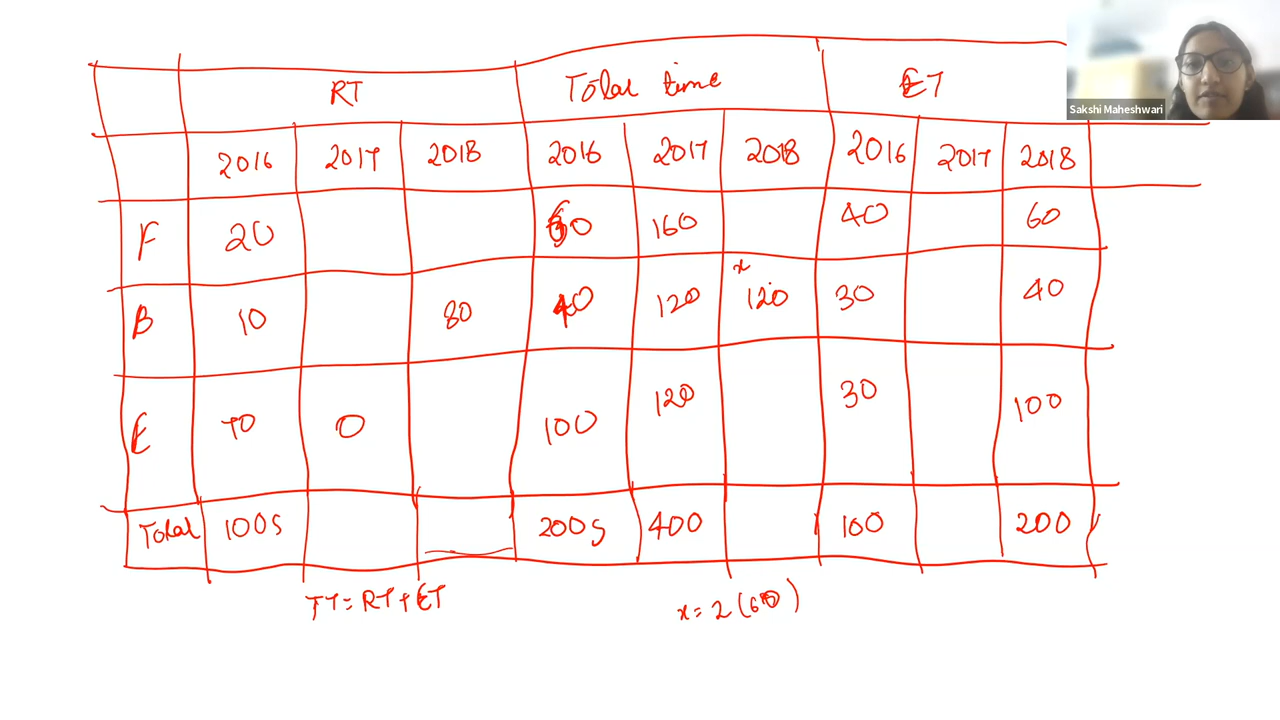 RT Total time ET
2016 2017 2018 2016 2017 2018 2016 2017 2018
F 20 60 160 40 60
x
B 10 80 40 120 120 30 40
E 70 0 100 120 30 100
Total 100s 200s 400 100 200
TT = RT + ET
x = 2(60)
Sakshi Maheshwari